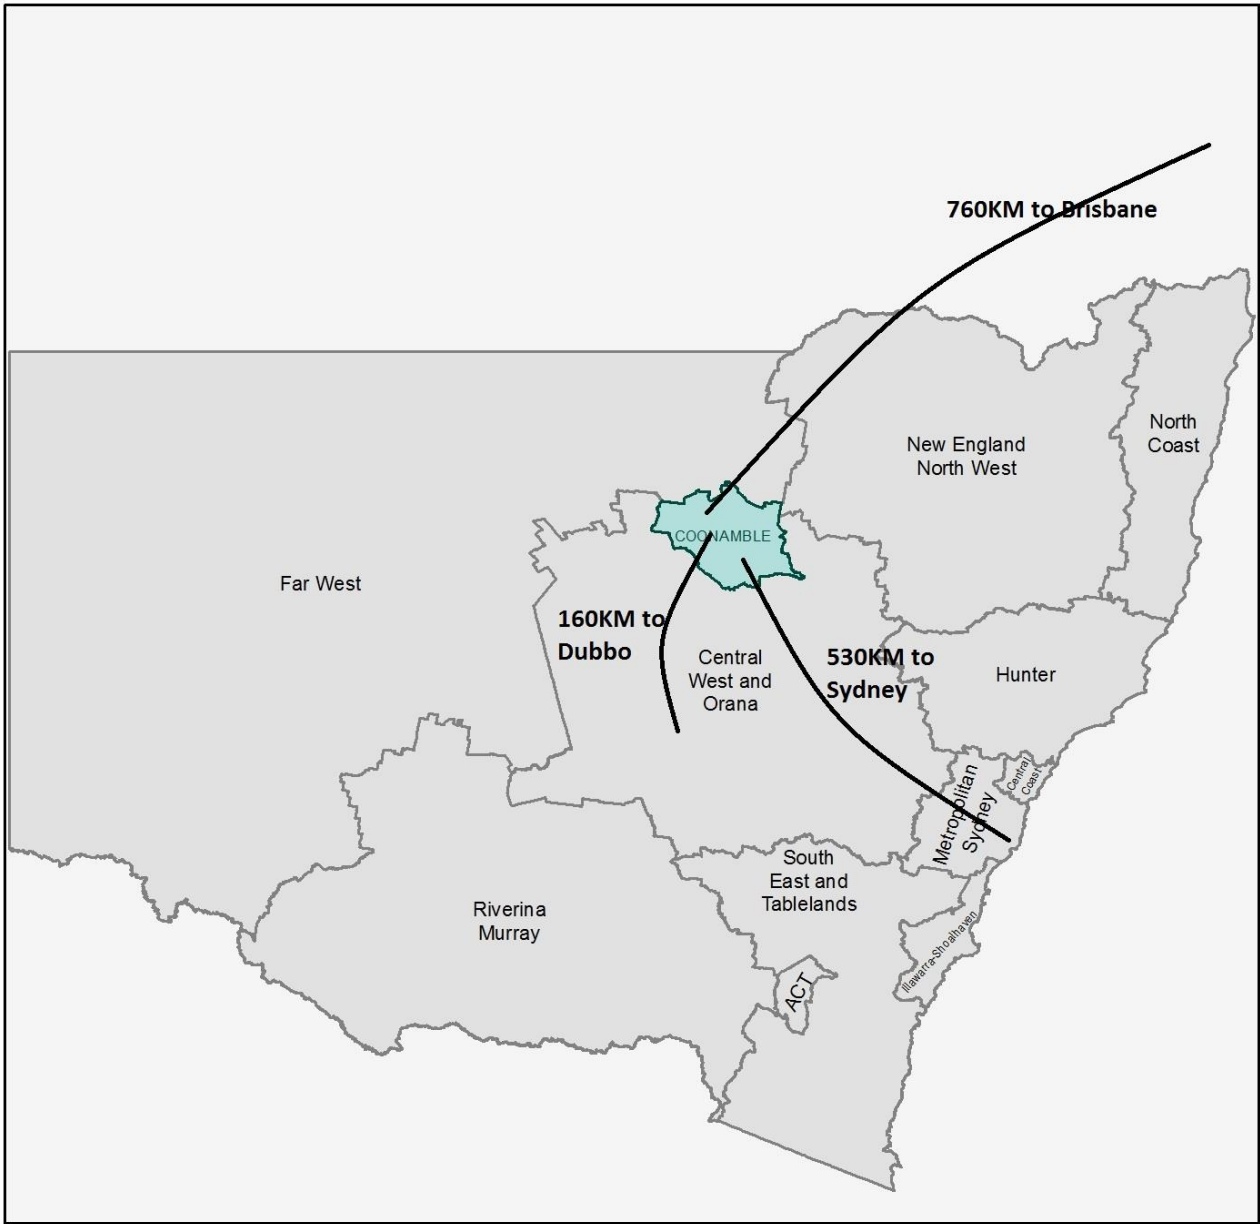 760KM to Brisbane
North
Coast
New England
North West
COONAMBLE
Far West
160KM to
Dubbo
Central
West and
Orana
530KM to
Sydney
Hunter
Central
Coast
Metropolitan
Sydney
South
East and
Tablelands
Riverina
Murray
Illawarra-Shoalhaven
ACT